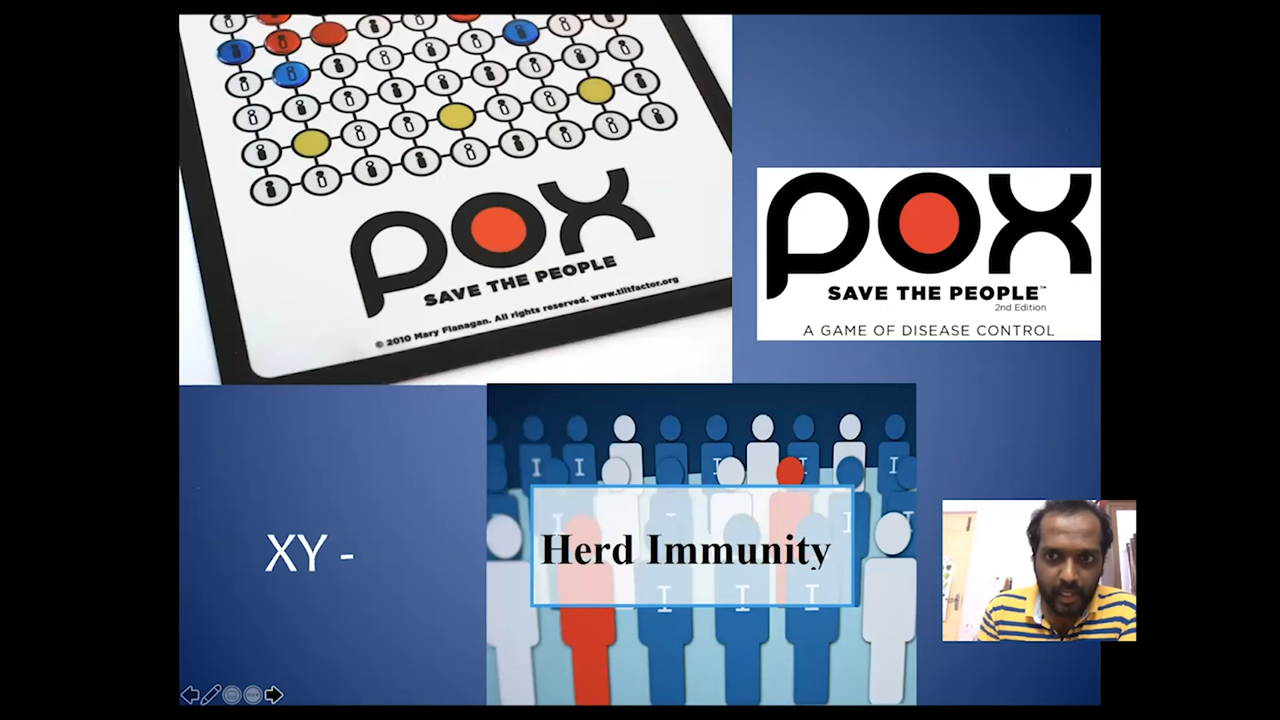 pox
SAVE THE PEOPLE
© 2010 Mary Flanagan. All rights reserved. www.tiltfactor.org
pox
SAVE THE PEOPLE™
2nd Edition
A GAME OF DISEASE CONTROL
XY -
I I I I
I
Herd Immunity
I I I